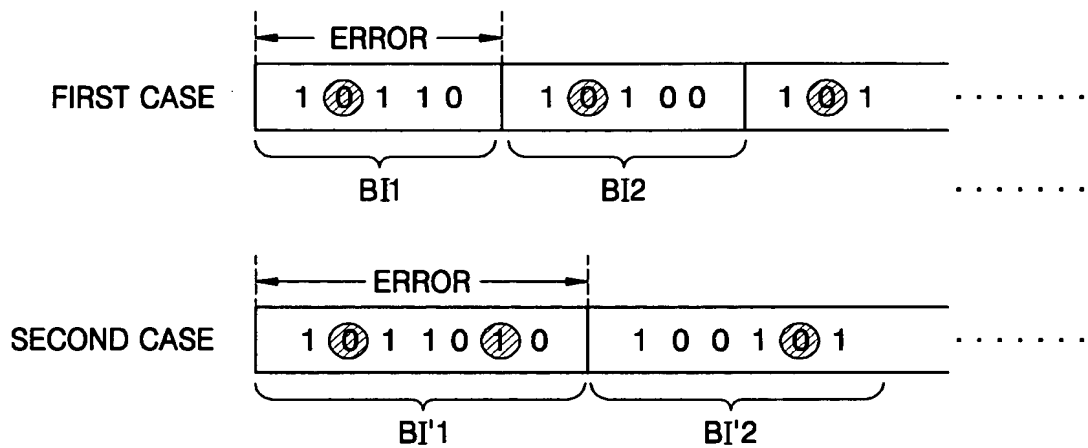 ERROR
FIRST CASE 1 0 1 1 0 1 0 1 0 0 1 0 1 .......
BI1 BI2 .......
ERROR
SECOND CASE 1 0 1 1 0 1 0 1 0 0 1 0 1 .......
BI'1 BI'2